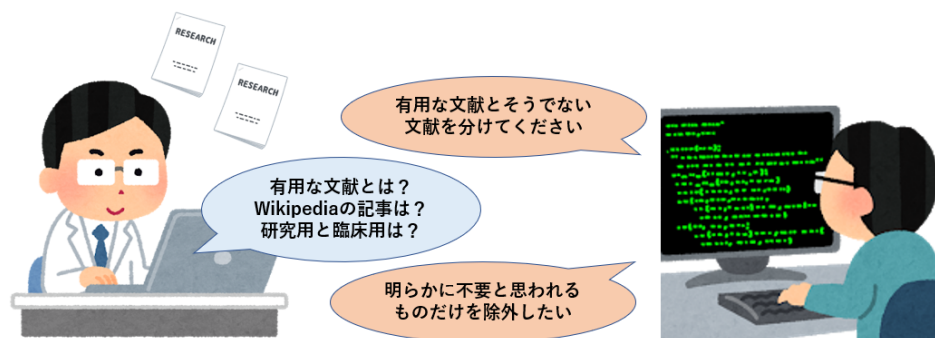 RESEARCH
RESEARCH
有用な文献とそうでない
文献を分けてください
有用な文献とは？
Wikipediaの記事は？
研究用と臨床用は？
明らかに不要と思われる
ものだけを除外したい